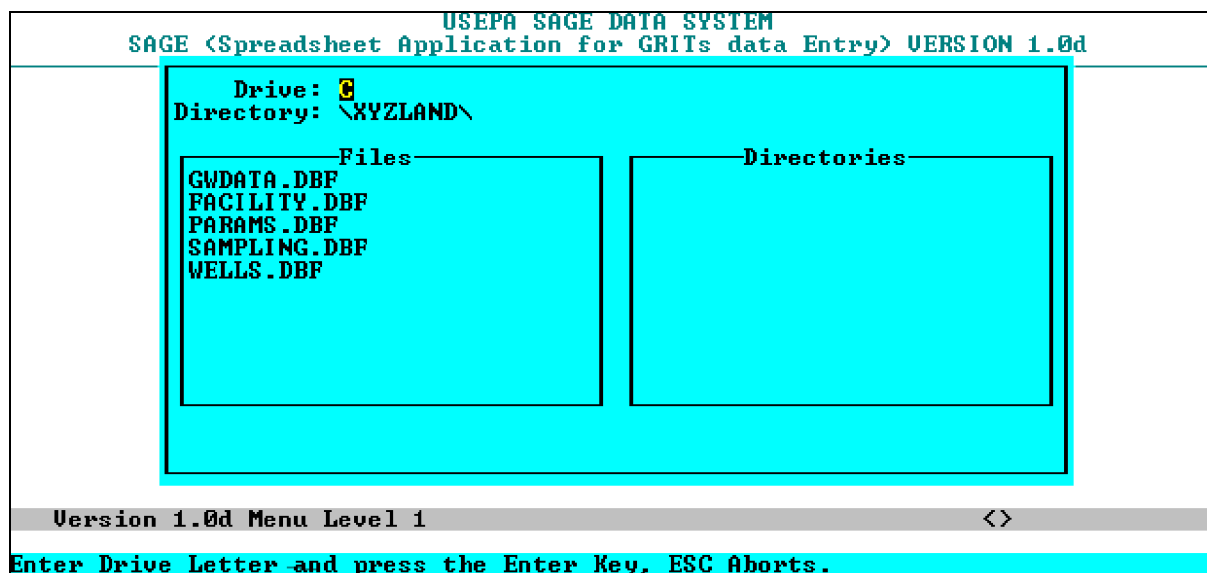 USEPA SAGE DATA SYSTEM
SAGE (Spreadsheet Application for GRITs data Entry) VERSION 1.0d
Drive: C
Directory: \XYZLAND\
Files
GWDATA.DBF
FACILITY.DBF
PARAMS.DBF
SAMPLING.DBF
WELLS.DBF
Directories
Version 1.0d Menu Level 1 <>
Enter Drive Letter and press the Enter Key, ESC Aborts.